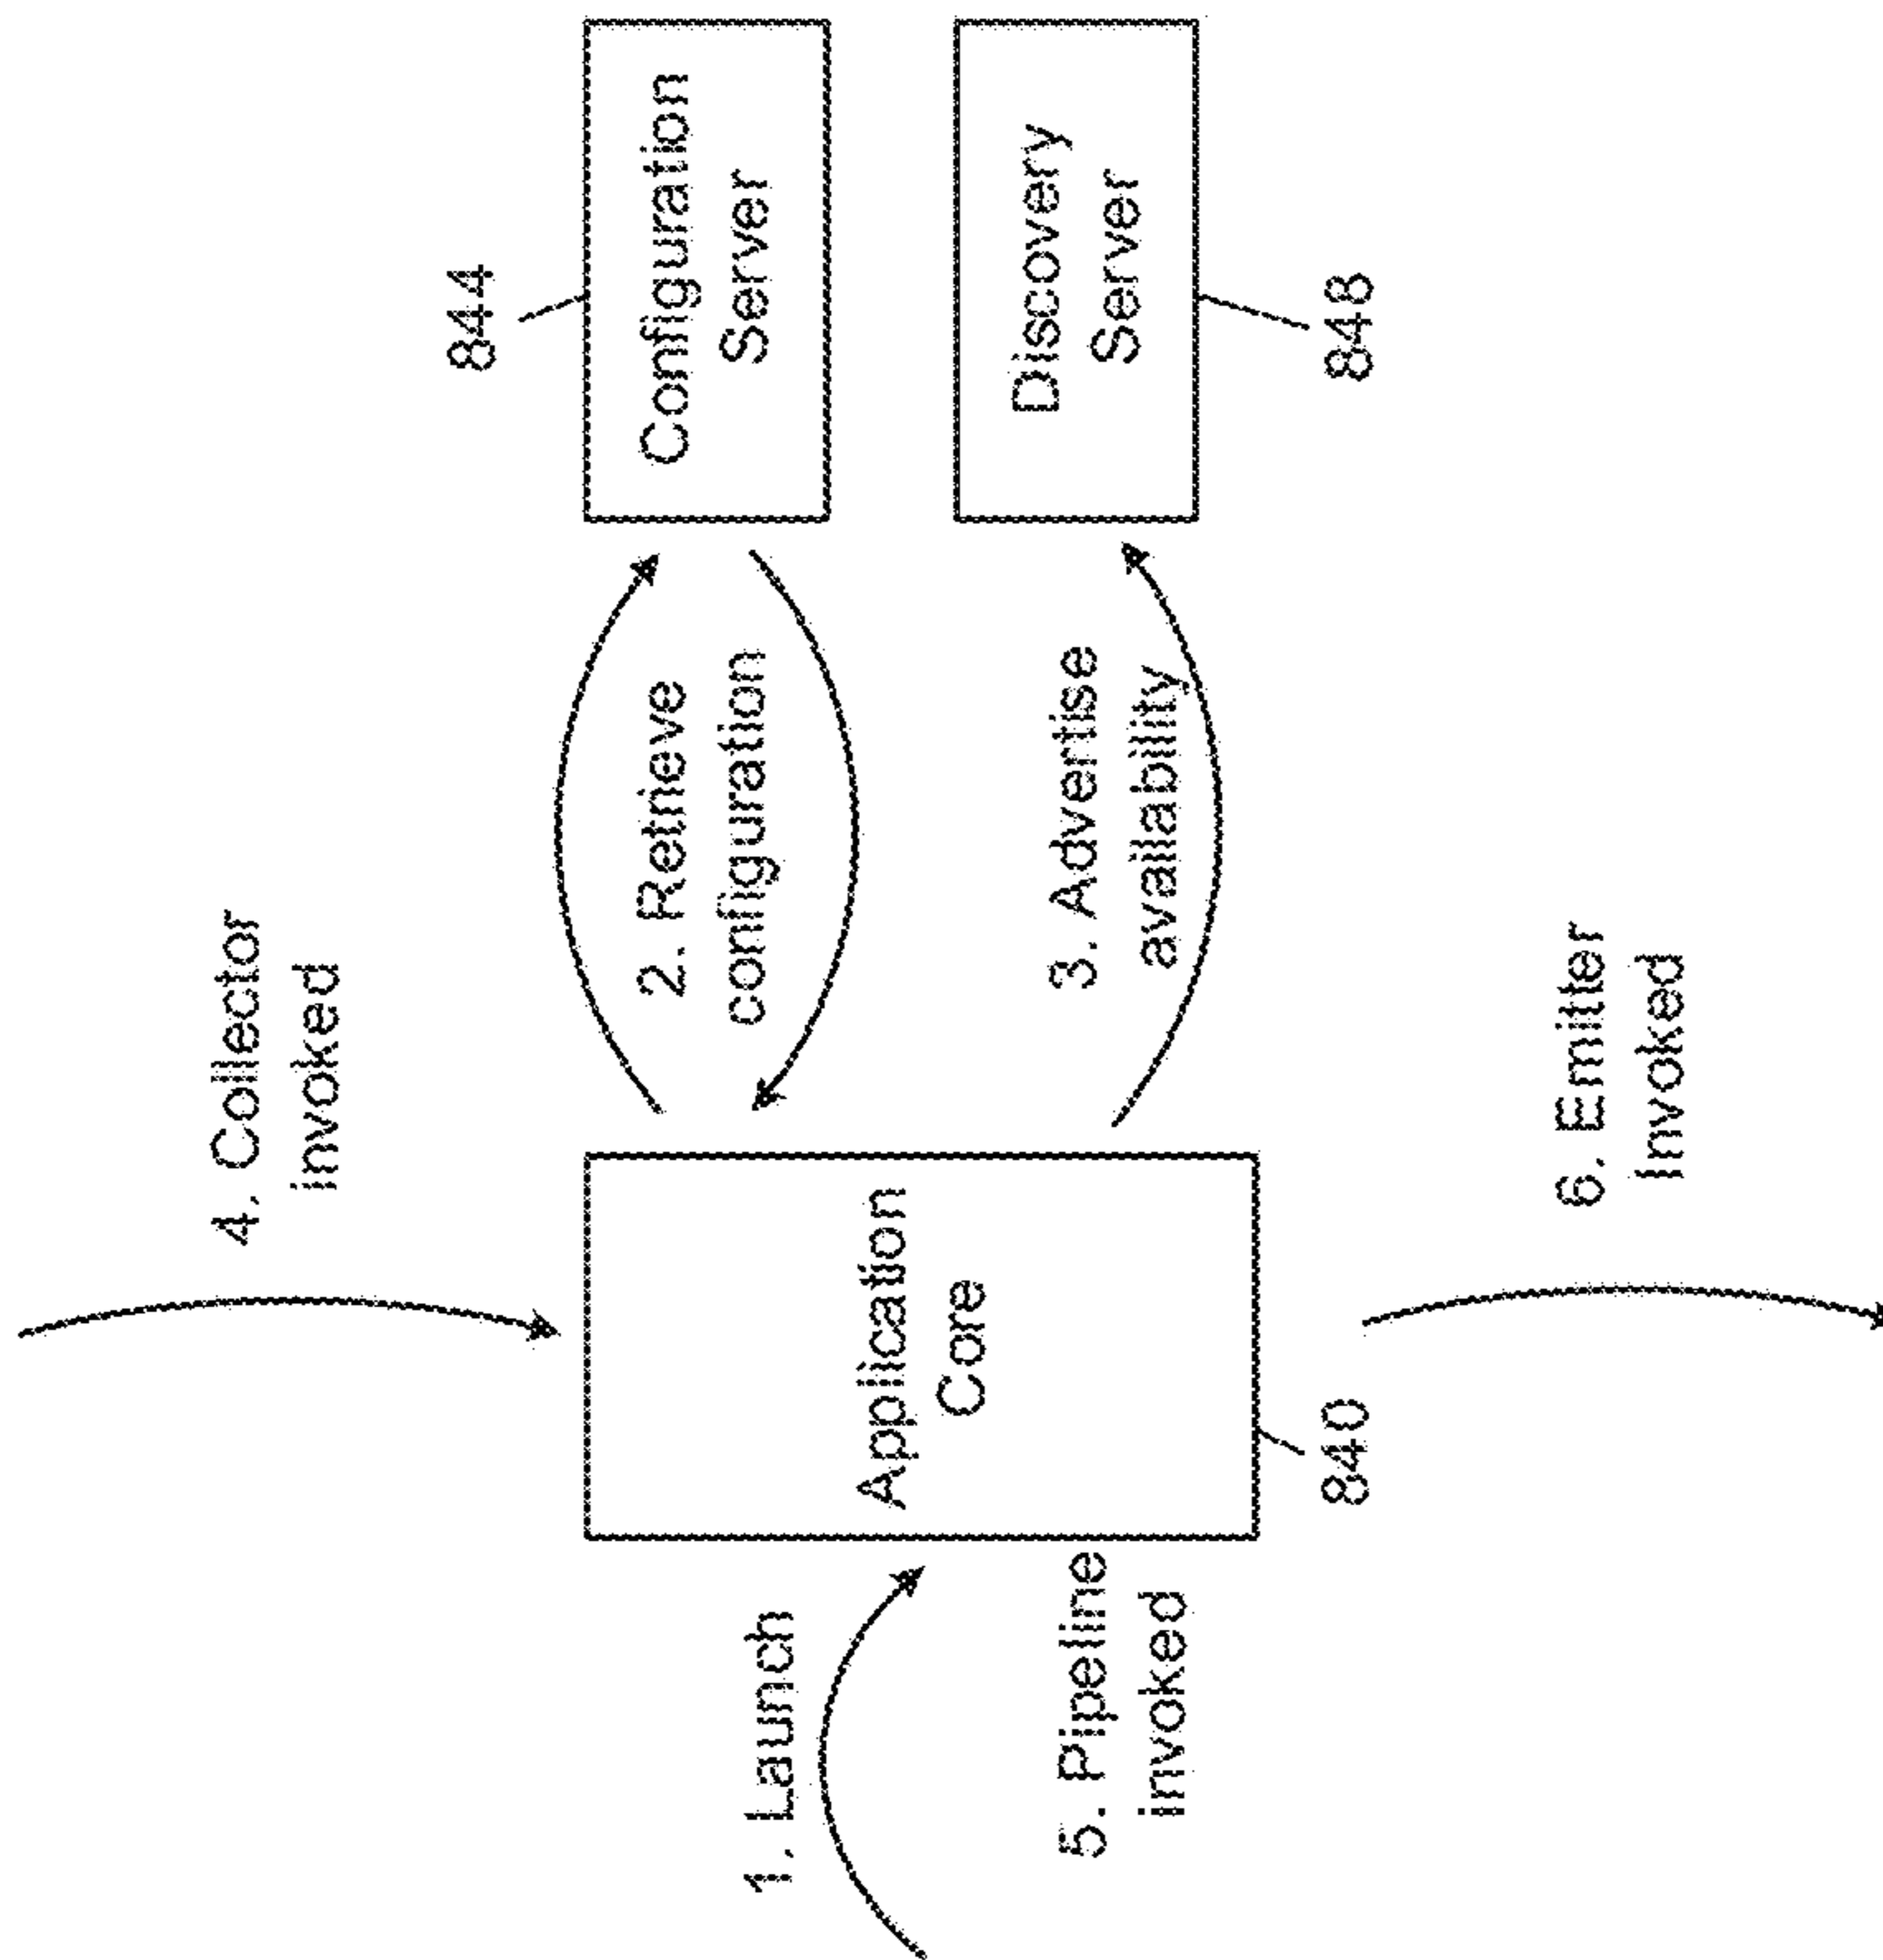 4. Collector
invoked
844
Configuration
Server
2. Retrieve
configuration
1. Launch
Application
Core
3. Advertise
availability
Discovery
Server
848
5. Pipeline
invoked
840
6. Emitter
invoked